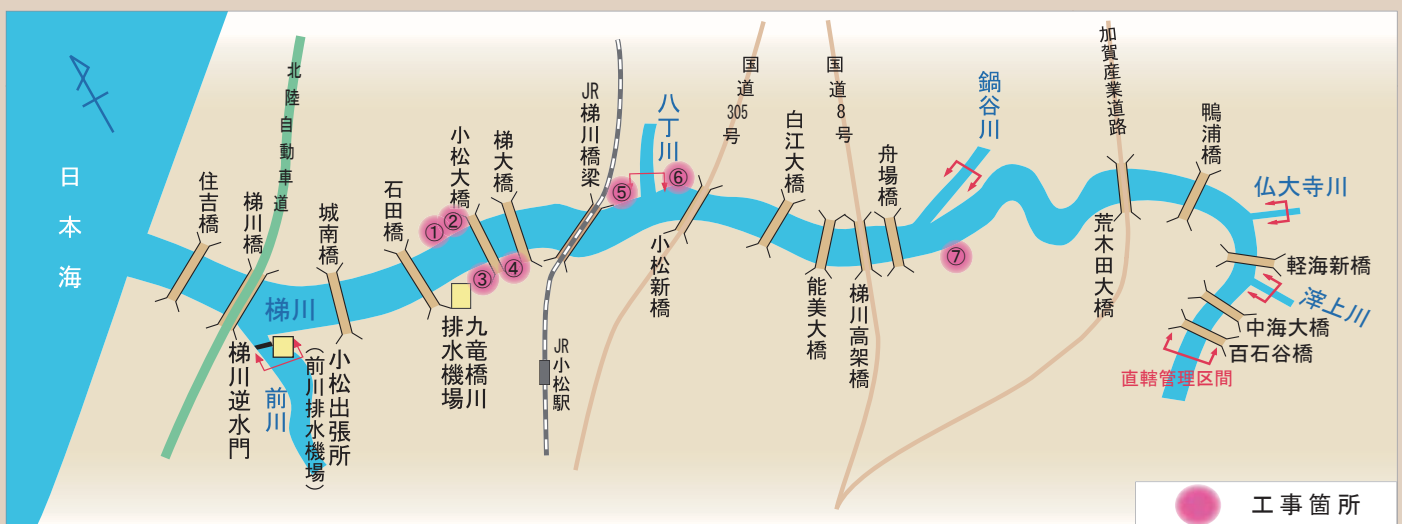 日本海
北陸自動車道
住吉橋
梯川橋
城南橋
石田橋
小松大橋
梯大橋
JR梯川橋梁
八丁川
国道305号
白江大橋
国道8号
舟場橋
鍋谷川
加賀産業道路
鴨浦橋
仏大寺川
①
②
③
④
⑤
⑥
⑦
梯川
前川
梯川逆水門
小松出張所
(前川排水機場)
九竜橋川
排水機場
JR小松駅
小松新橋
能美大橋
梯川高架橋
荒木田大橋
軽海新橋
滓上川
中海大橋
百石谷橋
直轄管理区間
工事箇所